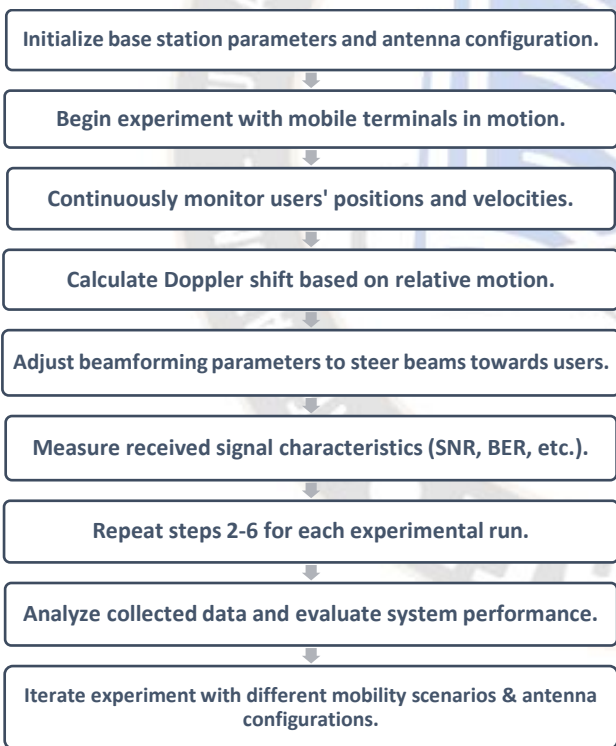 Initialize base station parameters and antenna configuration.
Begin experiment with mobile terminals in motion.
Continuously monitor users' positions and velocities.
Calculate Doppler shift based on relative motion.
Adjust beamforming parameters to steer beams towards users.
Measure received signal characteristics (SNR, BER, etc.).
Repeat steps 2-6 for each experimental run.
Analyze collected data and evaluate system performance.
Iterate experiment with different mobility scenarios & antenna
configurations.